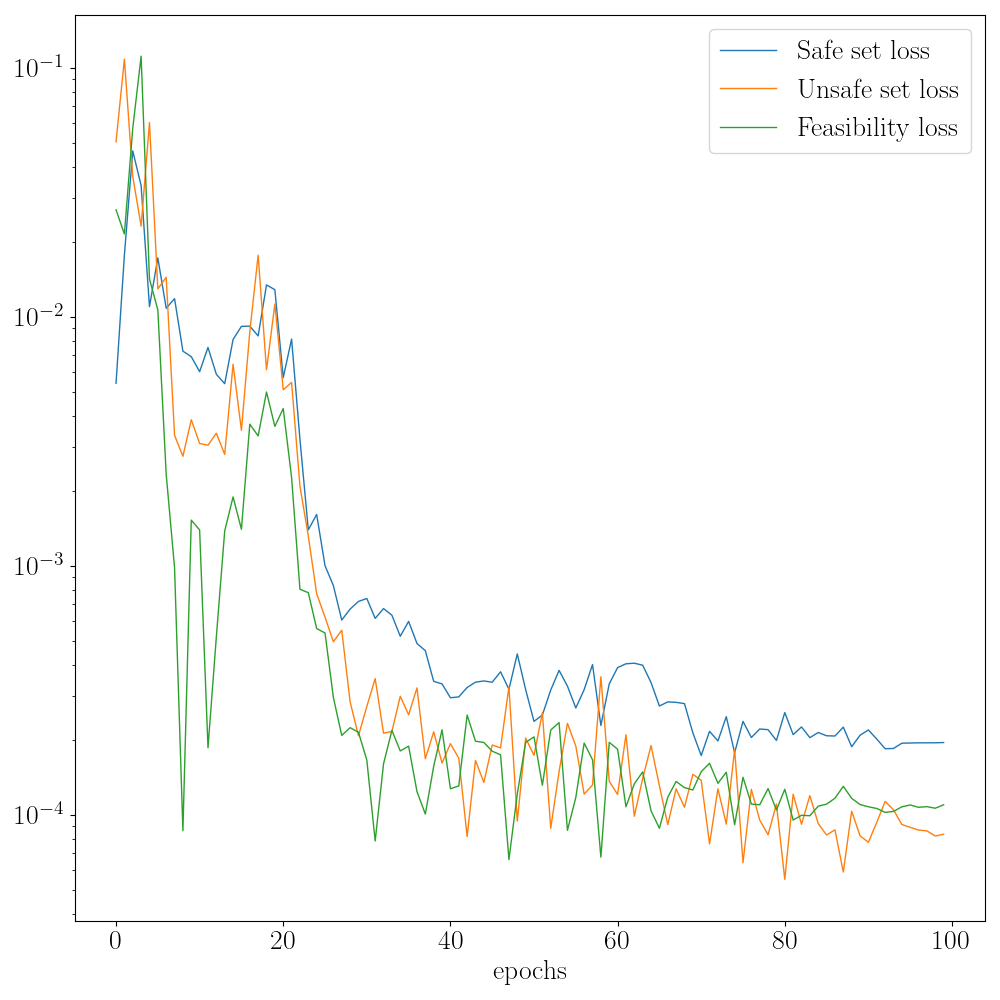 Safe set loss
Unsafe set loss
Feasibility loss
10⁻¹
10⁻²
10⁻³
10⁻⁴
0 20 40 60 80 100
epochs